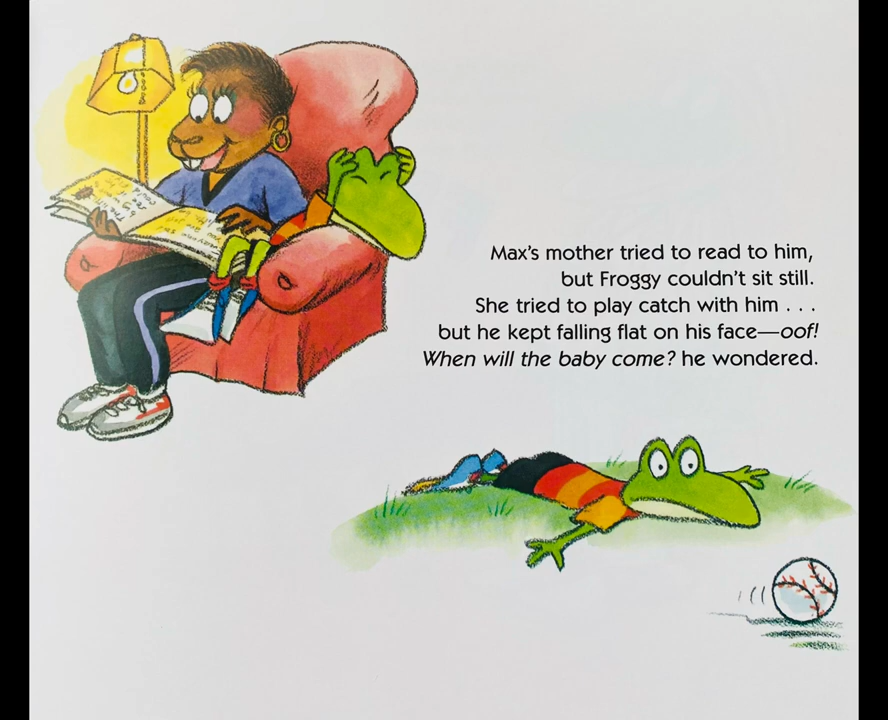 Max's mother tried to read to him,
but Froggy couldn't sit still.
She tried to play catch with him . . .
but he kept falling flat on his face—oof!
When will the baby come? he wondered.